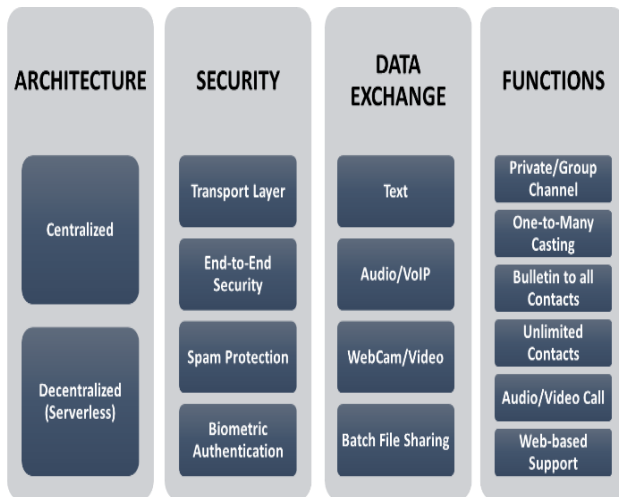 ARCHITECTURE
Centralized
Decentralized
(Serverless)
SECURITY
Transport Layer
End-to-End
Security
Spam Protection
Biometric
Authentication
DATA
EXCHANGE
Text
Audio/VoIP
WebCam/Video
Batch File Sharing
FUNCTIONS
Private/Group
Channel
One-to-Many
Casting
Bulletin to all
Contacts
Unlimited
Contacts
Audio/Video Call
Web-based
Support